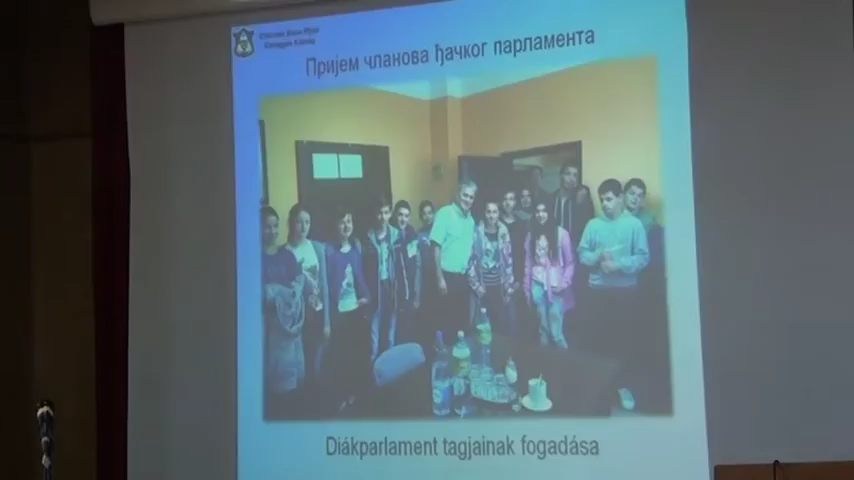 Пријем чланова ђачког парламента
Diákparlament tagjainak fogadása